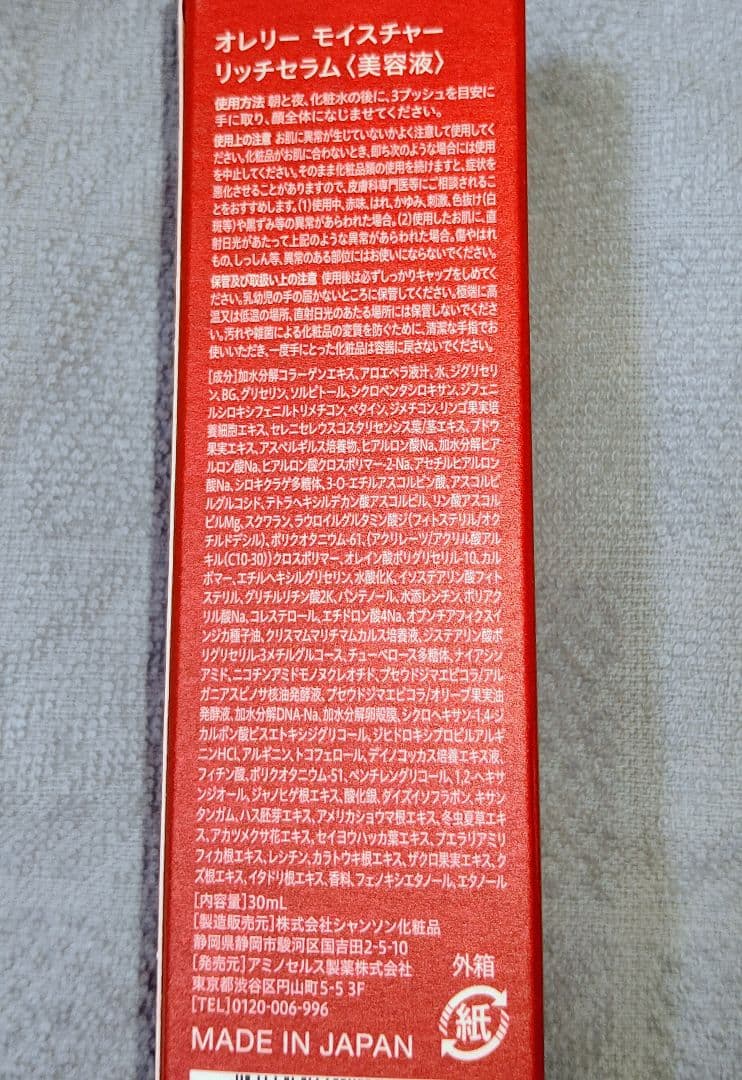 オレリー モイスチャー
リッチセラム〈美容液〉
使用方法 朝と夜、化粧水の後に、3プッシュを目安に
手に取り、顔全体になじませてください。
使用上の注意 お肌に異常が生じていないかよく注意して使用してく
ださい。化粧品がお肌に合わないとき、即ち次のような場合には使用
を中止してください。そのまま化粧品類の使用を続けますと、症状を
悪化させることがありますので、皮膚科専門医等にご相談されるこ
とをおすすめします。(1)使用中、赤味、はれ、かゆみ、刺激、色抜け(白
斑等)や黒ずみ等の異常があらわれた場合。(2)使用したお肌に、直
射日光があたって上記のような異常があらわれた場合。傷やはれ
もの、しっしん等、異常のある部位にはお使いにならないでください。
保管及び取扱い上の注意 使用後は必ずしっかりキャップをしめてく
ださい。乳幼児の手の届かないところに保管してください。極端に高
温又は低温の場所、直射日光のあたる場所には保管しないでくださ
い。汚れや雑菌による化粧品の変質を防ぐために、清潔な手指でお
使いいただき、一度手にとった化粧品は容器に戻さないでください。
[成分]加水分解コラーゲンエキス、アロエベラ液汁、水、ジグリセリ
ン、BG、グリセリン、ソルビトール、シクロペンタシロキサン、ジフェニ
ルシロキシフェニルトリメチコン、ベタイン、ジメチコン、リンゴ果実培
養細胞エキス、セレニセレウスコスタリセンシス葉/茎エキス、ブドウ
果実エキス、アスペルギルス培養物、ヒアルロン酸Na、加水分解ヒア
ルロン酸Na、ヒアルロン酸クロスポリマー-2-Na、アセチルヒアルロン
酸Na、シロキクラゲ多糖体、3-O-エチルアスコルビン酸、アスコルビ
ルグルコシド、テトラヘキシルデカン酸アスコルビル、リン酸アスコル
ビルMg、スクワラン、ラウロイルグルタミン酸ジ(フィトステリル/オク
チルドデシル)、ポリクオタニウム-61、(アクリレーツ/アクリル酸アル
キル(C10-30))クロスポリマー、オレイン酸ポリグリセリル-10、カル
ボマー、エチルヘキシルグリセリン、水酸化K、イソステアリン酸フィト
ステリル、グリチルリチン酸2K、パンテノール、水添レシチン、ポリアク
リル酸Na、コレステロール、エチドロン酸4Na、オプンチアフィクスイ
ンジカ種子油、クリスマムマリチマムカルス培養液、ジステアリン酸ポ
リグリセリル-3メチルグルコース、チューベロース多糖体、ナイアシン
アミド、ニコチンアミドモノヌクレオチド、プセウドジマエピコラ/アル
ガニアスピノサ核油発酵液、プセウドジマエピコラ/オリーブ果実油
発酵液、加水分解DNA-Na、加水分解卵殻膜、シクロヘキサン-1,4-ジ
カルボン酸ビスエトキシジグリコール、ジヒドロキシプロピルアルギ
ニンHCl、アルギニン、トコフェロール、デイノコッカス培養エキス液、
フィチン酸、ポリクオタニウム-51、ペンチレングリコール、1,2-ヘキサ
ンジオール、ジャノヒゲ根エキス、酸化銀、ダイズイソフラボン、キサン
タンガム、ハス胚芽エキス、アメリカショウマ根エキス、冬虫夏草エキ
ス、アカツメクサ花エキス、セイヨウハッカ葉エキス、プエラリアミリ
フィカ根エキス、レシチン、カラトウキ根エキス、ザクロ果実エキス、ク
ズ根エキス、イタドリ根エキス、香料、フェノキシエタノール、エタノール
[内容量]30mL
[製造販売元]株式会社シャンソン化粧品
静岡県静岡市駿河区国吉田2-5-10
[発売元]アミノセルス製薬株式会社
東京都渋谷区円山町5-5 3F
[TEL]0120-006-996
外箱
紙
MADE IN JAPAN